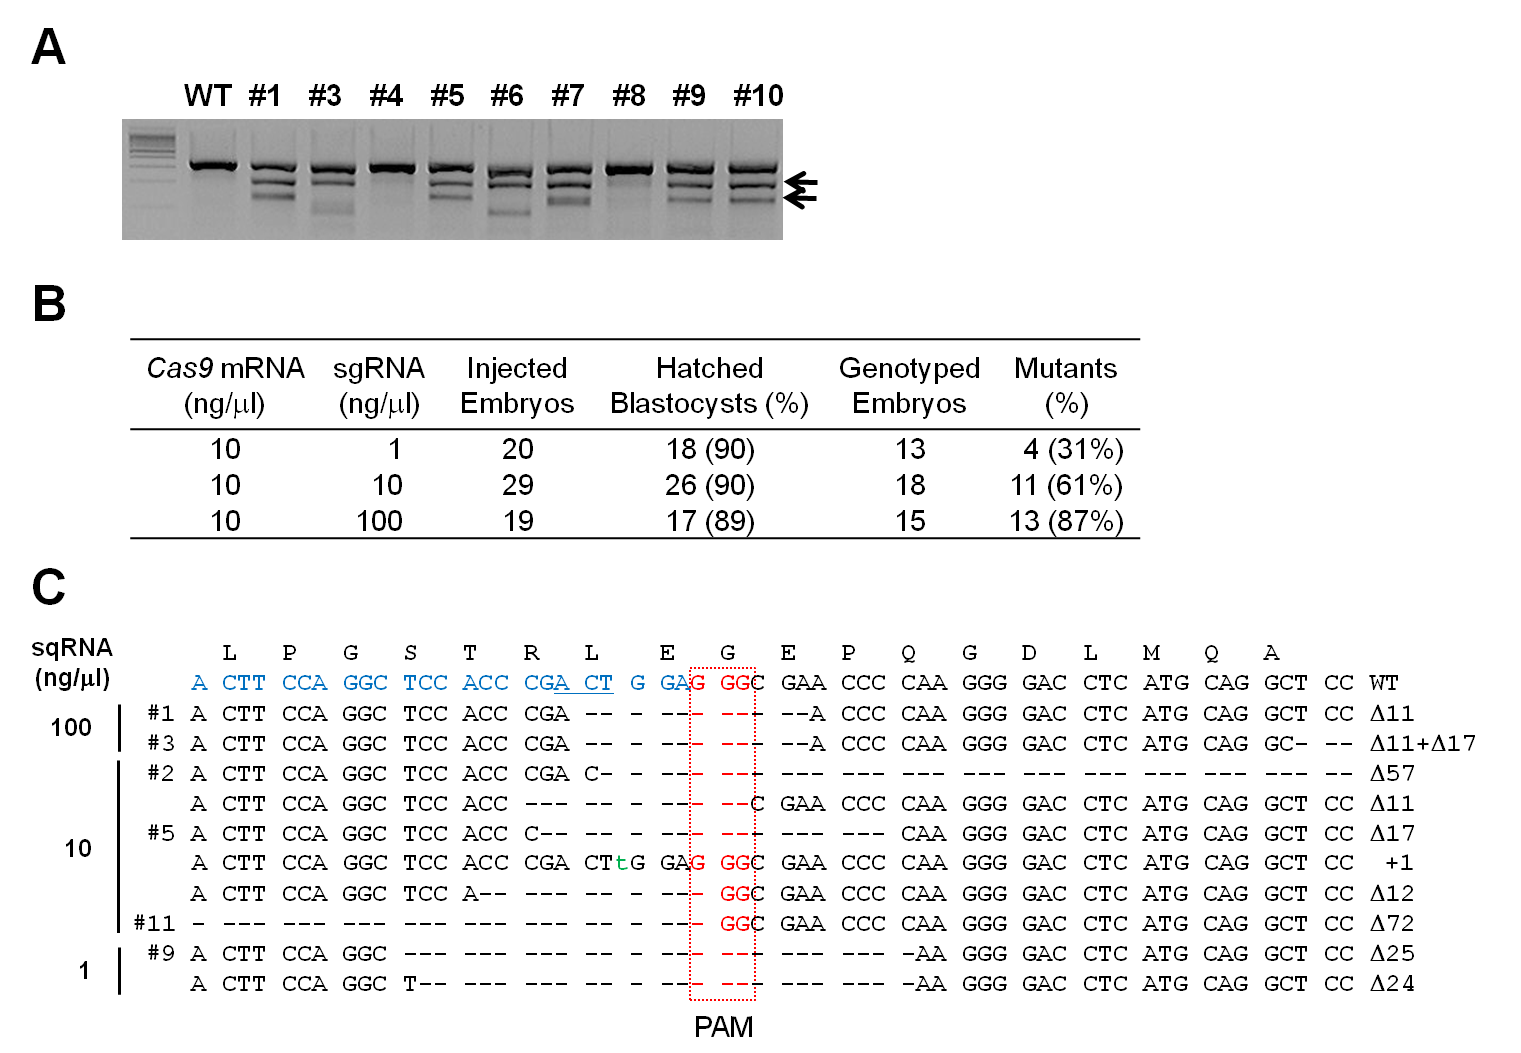 A
WT #1 #3 #4 #5 #6 #7 #8 #9 #10
B
Cas9 mRNA (ng/µl) sgRNA (ng/µl) Injected Embryos Hatched Blastocysts (%) Genotyped Embryos Mutants (%)
10 1 20 18 (90) 13 4 (31%)
10 10 29 26 (90) 18 11 (61%)
10 100 19 17 (89) 15 13 (87%)
C
sqRNA (ng/µl)
L P G S T R L E G E P Q G D L M Q A
A CTT CCA GGC TCC ACC CGA CT G GAG GGC GAA CCC CAA GGG GAC CTC ATG CAG GCT CC WT
100
#1 A CTT CCA GGC TCC ACC CGA -- - -- - -- --A CCC CAA GGG GAC CTC ATG CAG GCT CC Δ11
#3 A CTT CCA GGC TCC ACC CGA -- - -- - -- --A CCC CAA GGG GAC CTC ATG CAG GC- -- Δ11+Δ17
10
#2 A CTT CCA GGC TCC ACC CGA C- - -- - -- - --- --- --- --- --- --- --- --- --- -- Δ57
A CTT CCA GGC TCC ACC --- -- - -- - --C GAA CCC CAA GGG GAC CTC ATG CAG GCT CC Δ11
#5 A CTT CCA GGC TCC ACC C-- -- - -- - -- - --- --- CAA GGG GAC CTC ATG CAG GCT CC Δ17
A CTT CCA GGC TCC ACC CGA CTtG GAG GGC GAA CCC CAA GGG GAC CTC ATG CAG GCT CC +1
A CTT CCA GGC TCC A-- --- -- - -- - GGC GAA CCC CAA GGG GAC CTC ATG CAG GCT CC Δ12
#11 - --- --- --- --- --- --- -- - -- - GGC GAA CCC CAA GGG GAC CTC ATG CAG GCT CC Δ72
1
#9 A CTT CCA GGC --- --- --- -- - -- - --- --- --- -AA GGG GAC CTC ATG CAG GCT CC Δ25
A CTT CCA GGC T-- --- --- -- - -- - --- --- --- -AA GGG GAC CTC ATG CAG GCT CC Δ24
PAM